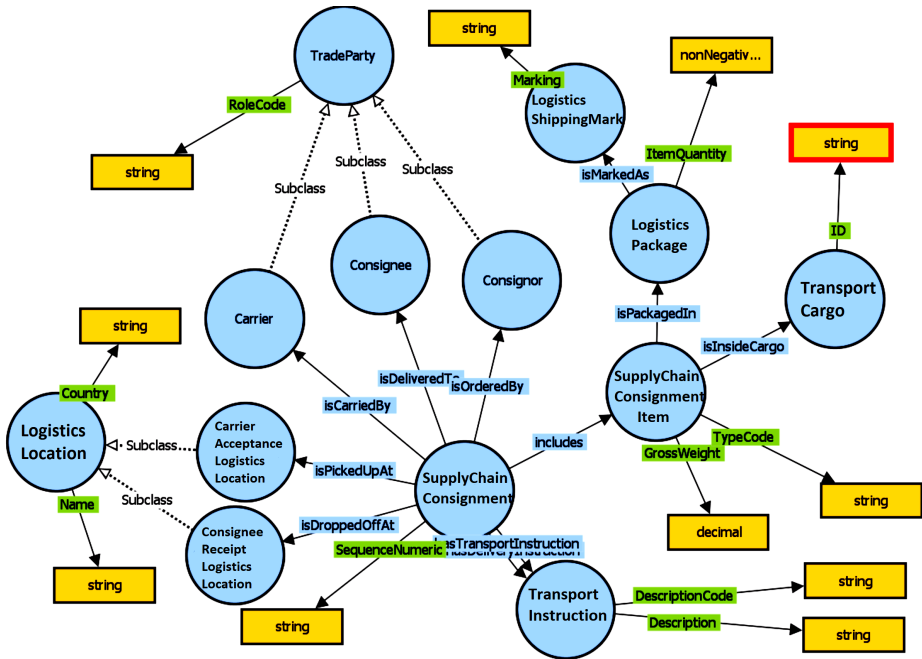 string
string
TradeParty
nonNegativ...
Marking
Logistics
ShippingMark
RoleCode
string
string
Subclass
Subclass
Subclass
ItemQuantity
isMarkedAs
ID
Logistics
Package
Consignee
Consignor
Transport
Cargo
Carrier
string
isPackagedIn
isInsideCargo
Country
isDeliveredTo
isOrderedBy
SupplyChain
Consignment
Item
isCarriedBy
Logistics
Location
Subclass
Carrier
Acceptance
Logistics
Location
includes
TypeCode
GrossWeight
isPickedUpAt
SupplyChain
Consignment
Name
Subclass
string
isDroppedOffAt
Consignee
Receipt
Logistics
Location
SequenceNumeric
hasTransportInstruction
hasDeliveryInstruction
decimal
string
Transport
Instruction
DescriptionCode
string
Description
string
string